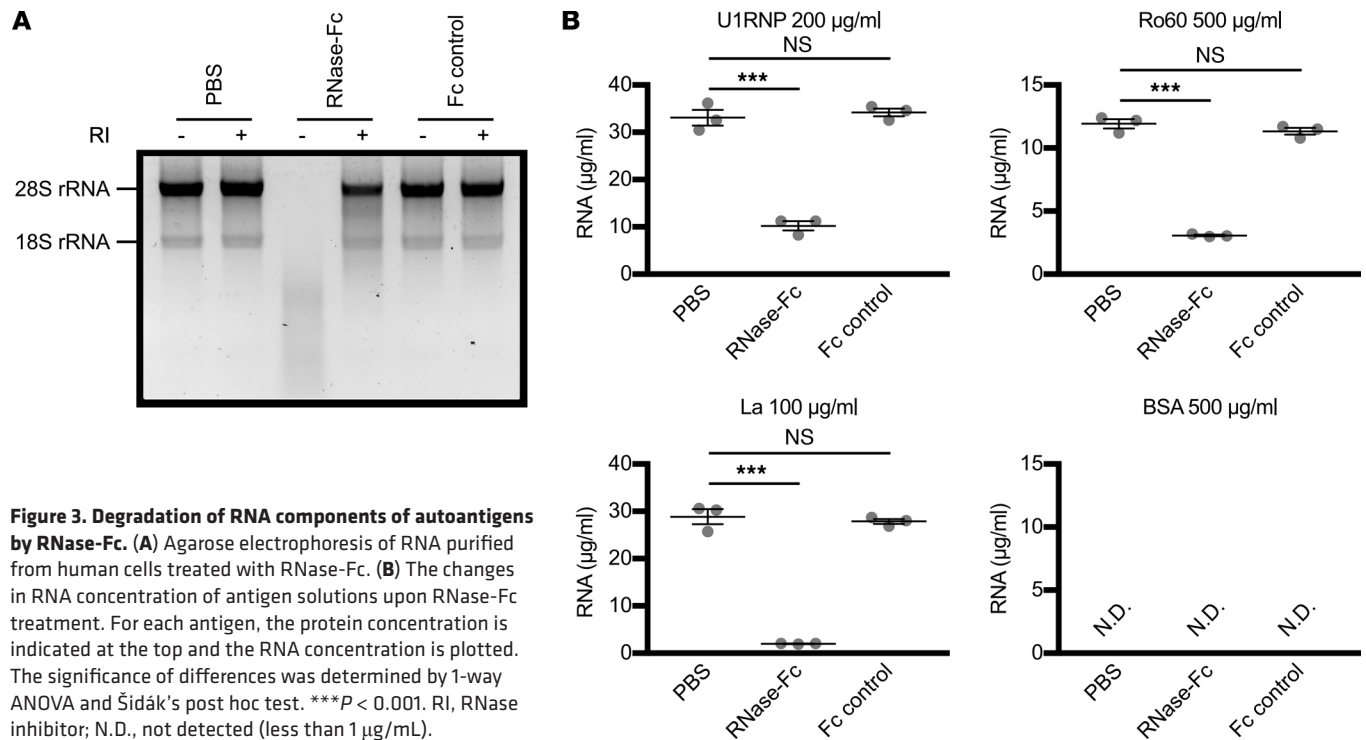 A
PBS
RNase-Fc
Fc control
RI
- + - + - +
28S rRNA
18S rRNA
B
U1RNP 200 µg/ml
NS
***
RNA (µg/ml)
40
30
20
10
0
PBS
RNase-Fc
Fc control
Ro60 500 µg/ml
NS
***
RNA (µg/ml)
15
10
5
0
PBS
RNase-Fc
Fc control
La 100 µg/ml
NS
***
RNA (µg/ml)
40
30
20
10
0
PBS
RNase-Fc
Fc control
BSA 500 µg/ml
RNA (µg/ml)
15
10
5
0
N.D.
N.D.
N.D.
PBS
RNase-Fc
Fc control
Figure 3. Degradation of RNA components of autoantigens
by RNase-Fc. (A) Agarose electrophoresis of RNA purified
from human cells treated with RNase-Fc. (B) The changes
in RNA concentration of antigen solutions upon RNase-Fc
treatment. For each antigen, the protein concentration is
indicated at the top and the RNA concentration is plotted.
The significance of differences was determined by 1-way
ANOVA and Šidák’s post hoc test. ***P < 0.001. RI, RNase
inhibitor; N.D., not detected (less than 1 µg/mL).